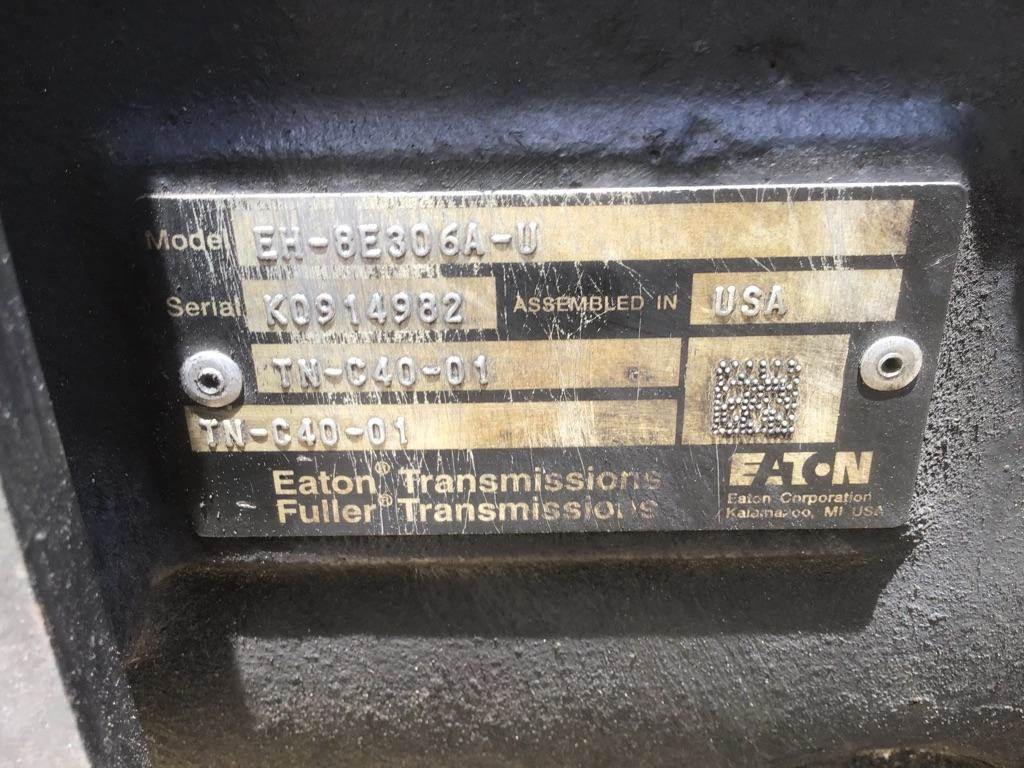 Model EH-8E306A-U
Serial K0914982 ASSEMBLED IN USA
TN-C40-01
TN-C40-01
Eaton® Transmissions
Fuller® Transmissions
EATON
Eaton Corporation
Kalamazoo, MI USA